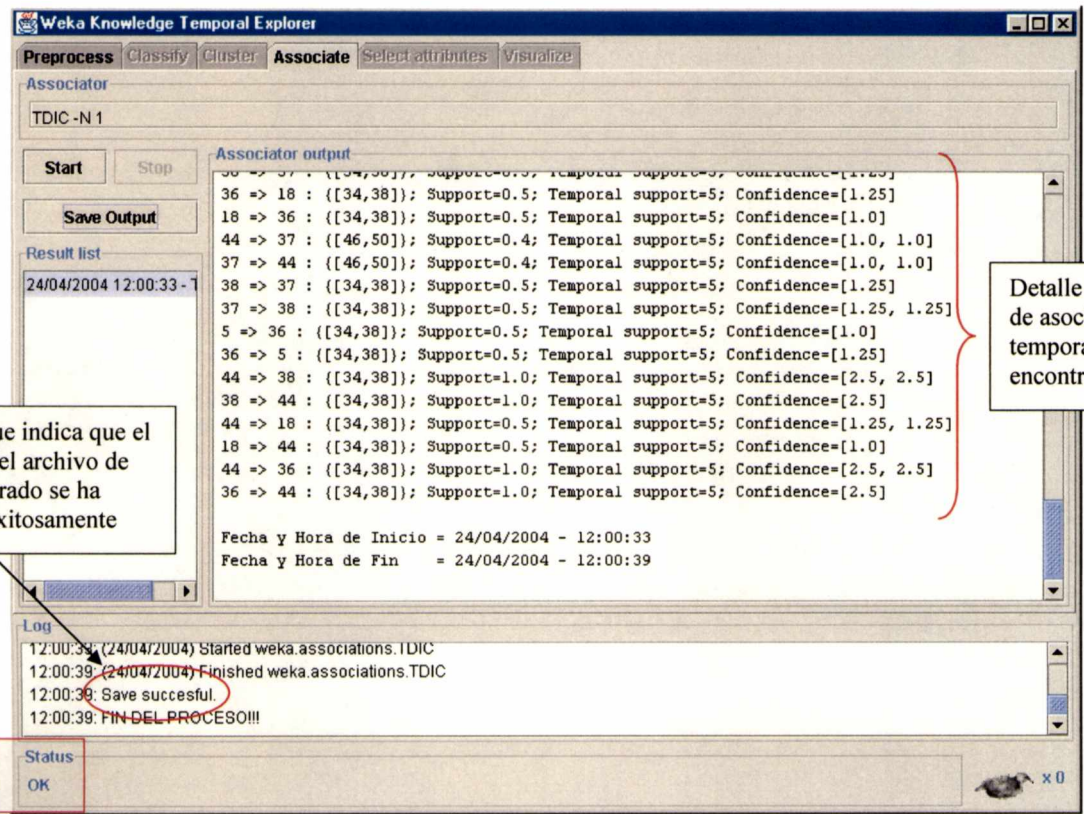 Weka Knowledge Temporal Explorer
Preprocess Classify Cluster Associate Select attributes Visualize
Associator
TDIC -N 1
Start Stop
Save Output
Result list
24/04/2004 12:00:33 - T
Associator output
36 => 18 : {[34,38]}; Support=0.5; Temporal support=5; Confidence=[1.25]
18 => 36 : {[34,38]}; Support=0.5; Temporal support=5; Confidence=[1.0]
44 => 37 : {[46,50]}; Support=0.4; Temporal support=5; Confidence=[1.0, 1.0]
37 => 44 : {[46,50]}; Support=0.4; Temporal support=5; Confidence=[1.0, 1.0]
38 => 37 : {[34,38]}; Support=0.5; Temporal support=5; Confidence=[1.25]
37 => 38 : {[34,38]}; Support=0.5; Temporal support=5; Confidence=[1.25, 1.25]
5 => 36 : {[34,38]}; Support=0.5; Temporal support=5; Confidence=[1.0]
36 => 5 : {[34,38]}; Support=0.5; Temporal support=5; Confidence=[1.25]
44 => 38 : {[34,38]}; Support=1.0; Temporal support=5; Confidence=[2.5, 2.5]
38 => 44 : {[34,38]}; Support=1.0; Temporal support=5; Confidence=[2.5]
44 => 18 : {[34,38]}; Support=0.5; Temporal support=5; Confidence=[1.25, 1.25]
18 => 44 : {[34,38]}; Support=0.5; Temporal support=5; Confidence=[1.0]
44 => 36 : {[34,38]}; Support=1.0; Temporal support=5; Confidence=[2.5, 2.5]
36 => 44 : {[34,38]}; Support=1.0; Temporal support=5; Confidence=[2.5]
Fecha y Hora de Inicio = 24/04/2004 - 12:00:33
Fecha y Hora de Fin = 24/04/2004 - 12:00:39
Detalle
de asoc
tempora
encontr
ue indica que el
el archivo de
rado se ha
xitosamente
Log
12:00:39: (24/04/2004) Started weka.associations.TDIC
12:00:39: (24/04/2004) Finished weka.associations.TDIC
12:00:39: Save succesful.
12:00:39: FIN DEL PROCESO!!!
Status
OK
x 0